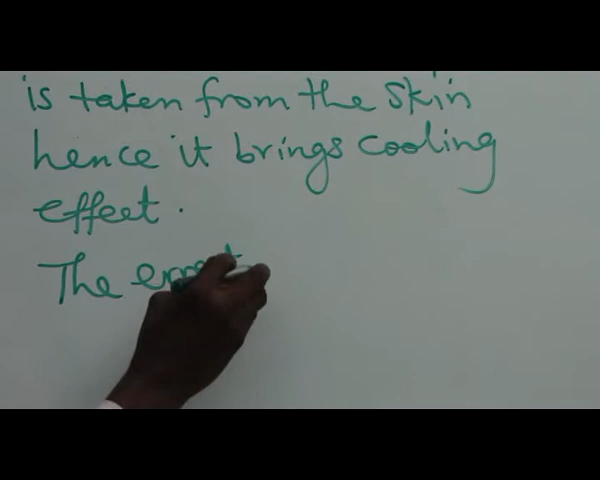 is taken from the skin
hence it brings cooling
effect.
The